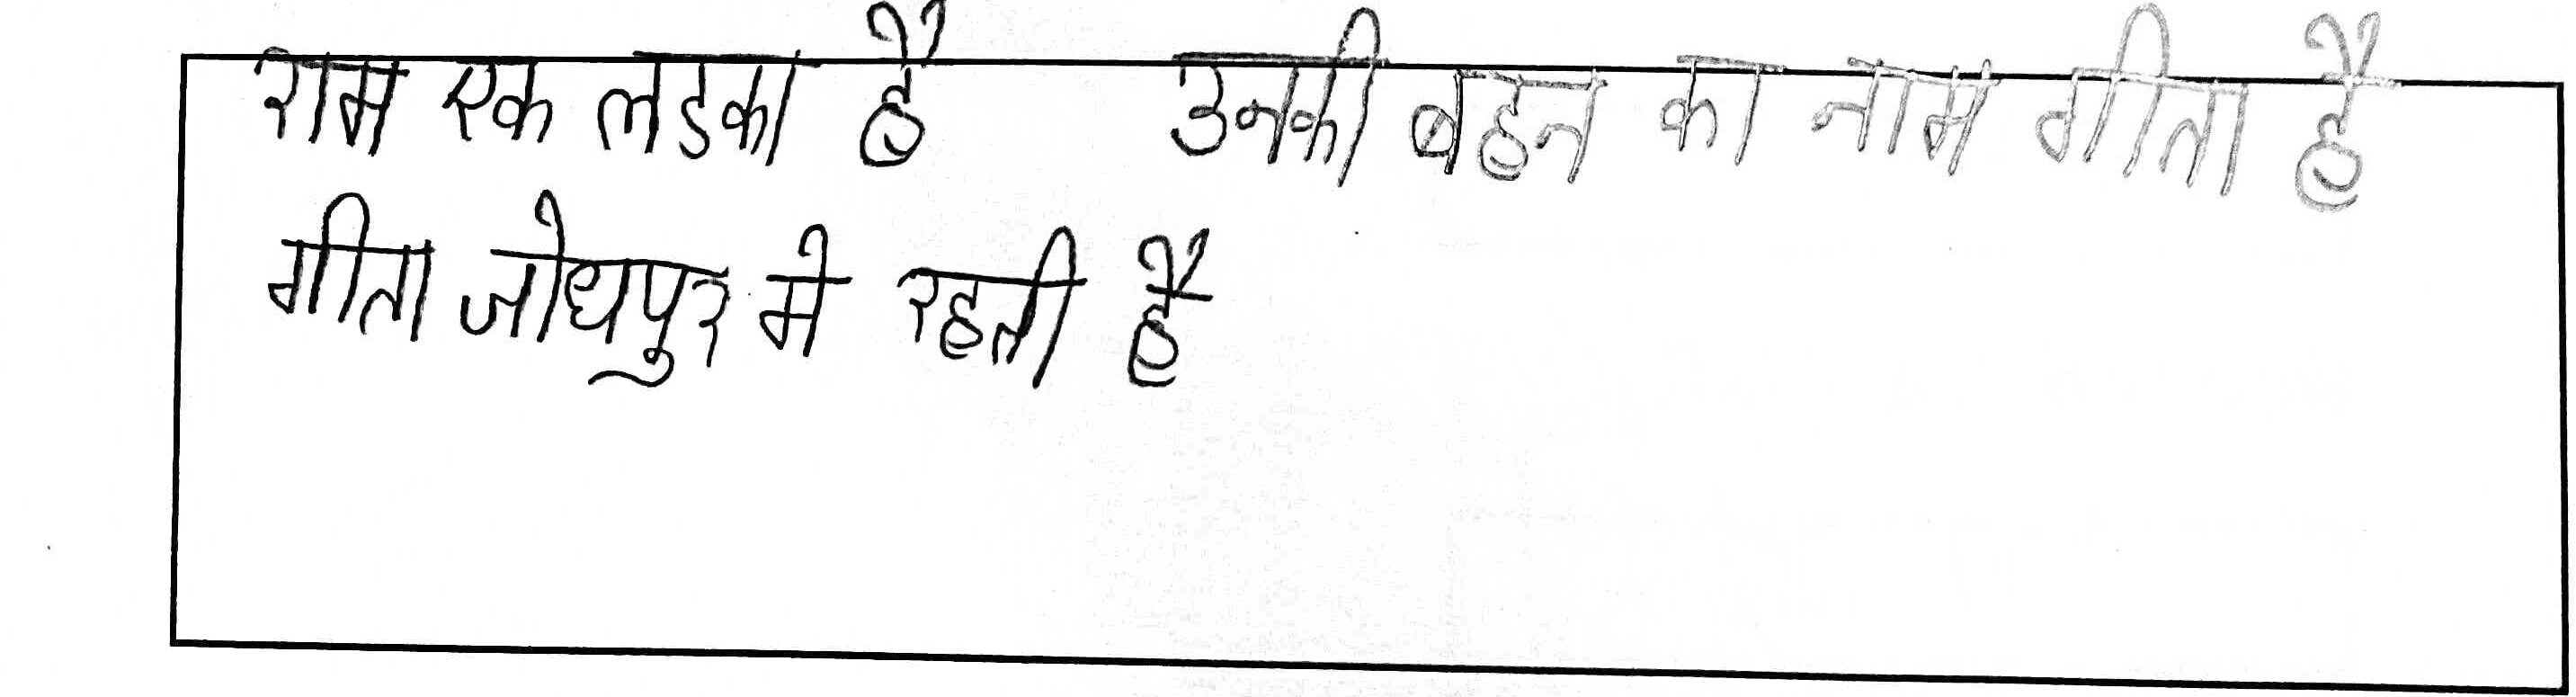 राम एक लडका है उनकी बहन का नाम गीता है
गीता जोधपुर मे रहती है